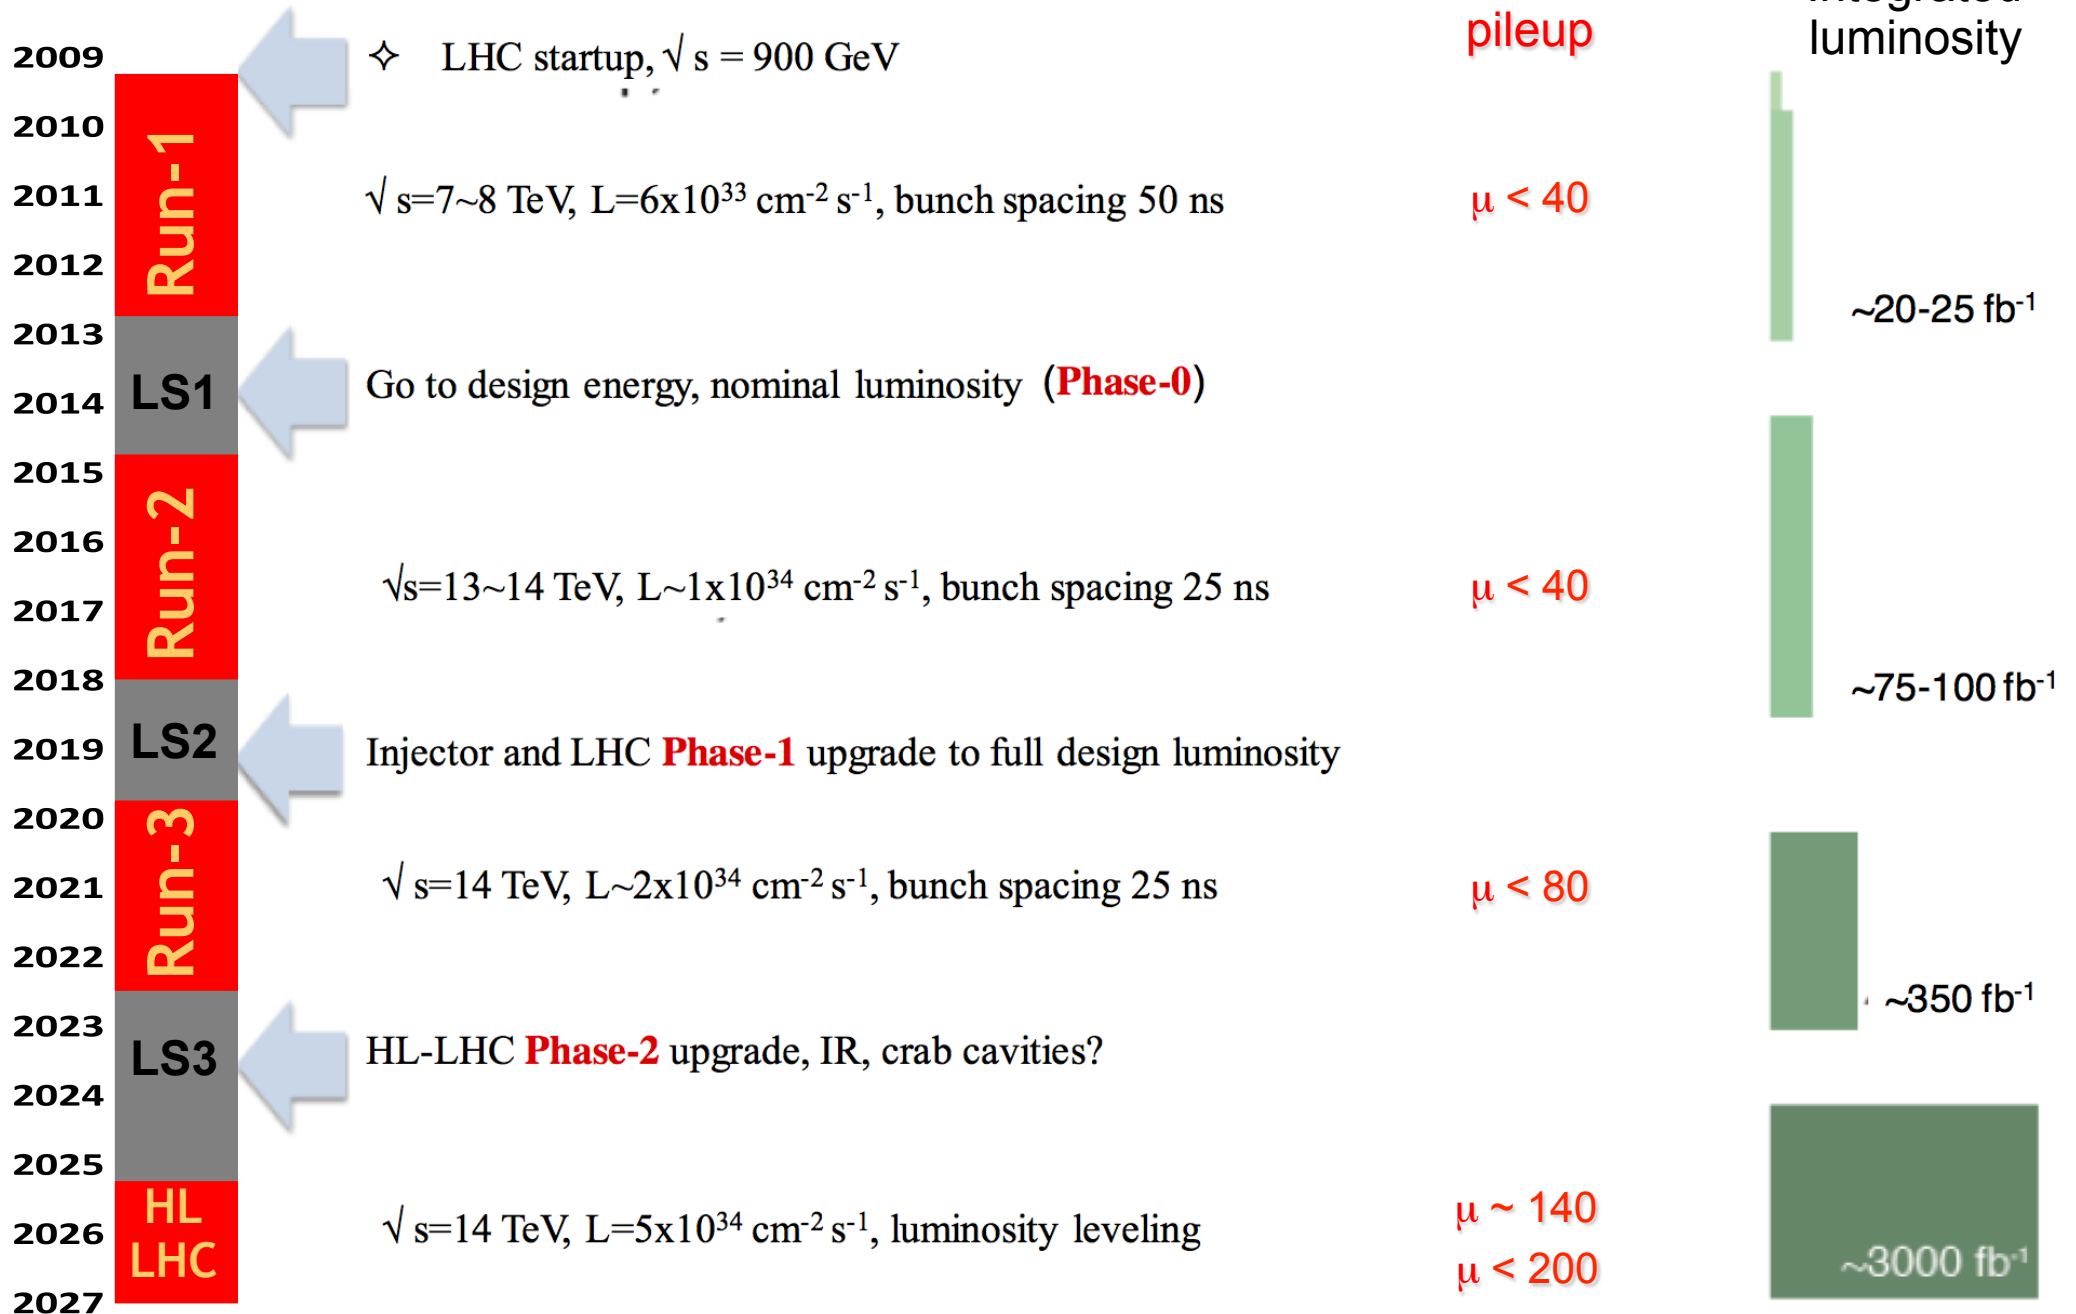 integrated
pileup
luminosity
2009
✧ LHC startup, √ s = 900 GeV
2010
Run-1
2011
√ s=7~8 TeV, L=6x10³³ cm⁻² s⁻¹, bunch spacing 50 ns
μ < 40
2012
~20-25 fb⁻¹
2013
LS1
Go to design energy, nominal luminosity (Phase-0)
2014
2015
Run-2
2016
√s=13~14 TeV, L~1x10³⁴ cm⁻² s⁻¹, bunch spacing 25 ns
μ < 40
2017
2018
~75-100 fb⁻¹
LS2
2019
Injector and LHC Phase-1 upgrade to full design luminosity
2020
Run-3
2021
√ s=14 TeV, L~2x10³⁴ cm⁻² s⁻¹, bunch spacing 25 ns
μ < 80
2022
~350 fb⁻¹
2023
LS3
HL-LHC Phase-2 upgrade, IR, crab cavities?
2024
2025
HL
LHC
2026
√ s=14 TeV, L=5x10³⁴ cm⁻² s⁻¹, luminosity leveling
μ ~ 140
μ < 200
~3000 fb⁻¹
2027